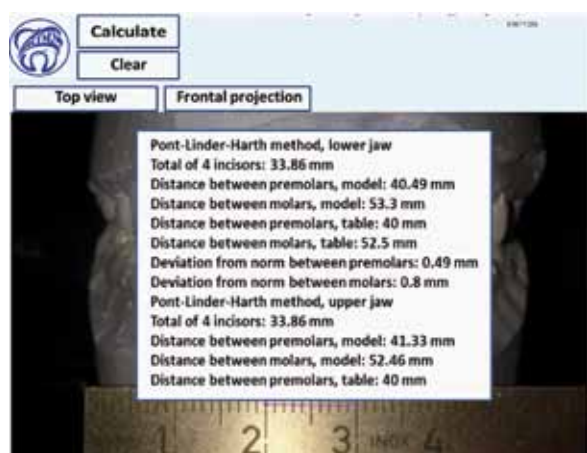 Calculate
Clear
Top view
Frontal projection
Pont-Linder-Harth method, lower jaw
Total of 4 incisors: 33.86 mm
Distance between premolars, model: 40.49 mm
Distance between molars, model: 53.3 mm
Distance between premolars, table: 40 mm
Distance between molars, table: 52.5 mm
Deviation from norm between premolars: 0.49 mm
Deviation from norm between molars: 0.8 mm
Pont-Linder-Harth method, upper jaw
Total of 4 incisors: 33.86 mm
Distance between premolars, model: 41.33 mm
Distance between molars, model: 52.46 mm
Distance between premolars, table: 40 mm
1 2 3 INOX 4